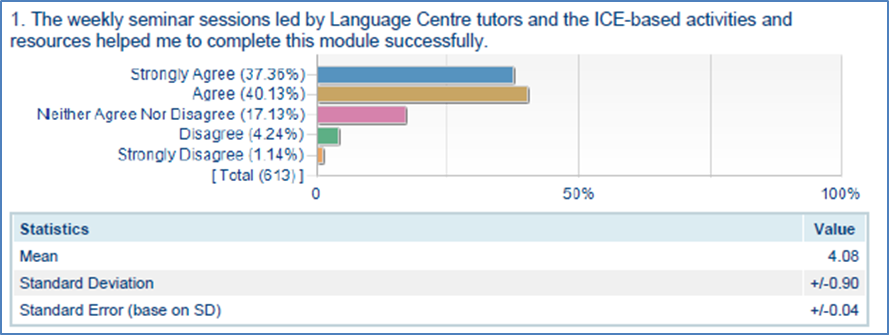 1. The weekly seminar sessions led by Language Centre tutors and the ICE-based activities and
resources helped me to complete this module successfully.
Strongly Agree (37.36%)
Agree (40.13%)
Neither Agree Nor Disagree (17.13%)
Disagree (4.24%)
Strongly Disagree (1.14%)
[ Total (613) ]
0 50% 100%
Statistics Value
Mean 4.08
Standard Deviation +/-0.90
Standard Error (base on SD) +/-0.04